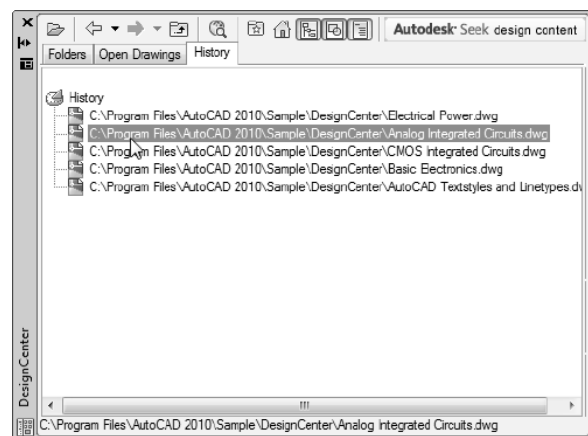 Autodesk Seek design content
Folders Open Drawings History
History
C:\Program Files\AutoCAD 2010\Sample\DesignCenter\Electrical Power.dwg
C:\Program Files\AutoCAD 2010\Sample\DesignCenter\Analog Integrated Circuits.dwg
C:\Program Files\AutoCAD 2010\Sample\DesignCenter\CMOS Integrated Circuits.dwg
C:\Program Files\AutoCAD 2010\Sample\DesignCenter\Basic Electronics.dwg
C:\Program Files\AutoCAD 2010\Sample\DesignCenter\AutoCAD Textstyles and Linetypes.dw
DesignCenter
C:\Program Files\AutoCAD 2010\Sample\DesignCenter\Analog Integrated Circuits.dwg